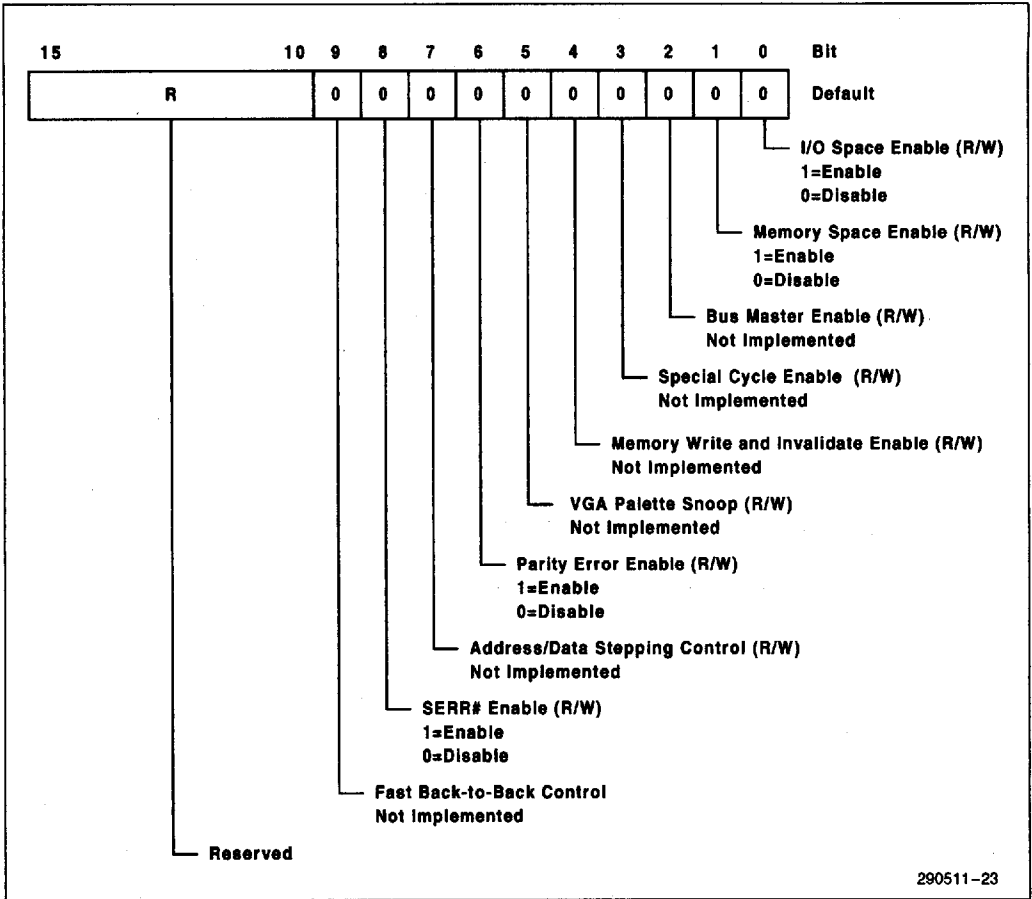 15 10 9 8 7 6 5 4 3 2 1 0 Bit
R 0 0 0 0 0 0 0 0 0 0 Default
I/O Space Enable (R/W)
1=Enable
0=Disable
Memory Space Enable (R/W)
1=Enable
0=Disable
Bus Master Enable (R/W)
Not Implemented
Special Cycle Enable (R/W)
Not Implemented
Memory Write and Invalidate Enable (R/W)
Not Implemented
VGA Palette Snoop (R/W)
Not Implemented
Parity Error Enable (R/W)
1=Enable
0=Disable
Address/Data Stepping Control (R/W)
Not Implemented
SERR# Enable (R/W)
1=Enable
0=Disable
Fast Back-to-Back Control
Not Implemented
Reserved
290511–23